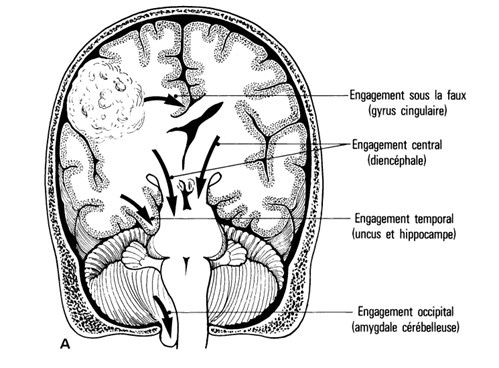 Engagement sous la faux
(gyrus cingulaire)
Engagement central
(diencéphale)
Engagement temporal
(uncus et hippocampe)
Engagement occipital
(amygdale cérébelleuse)
A